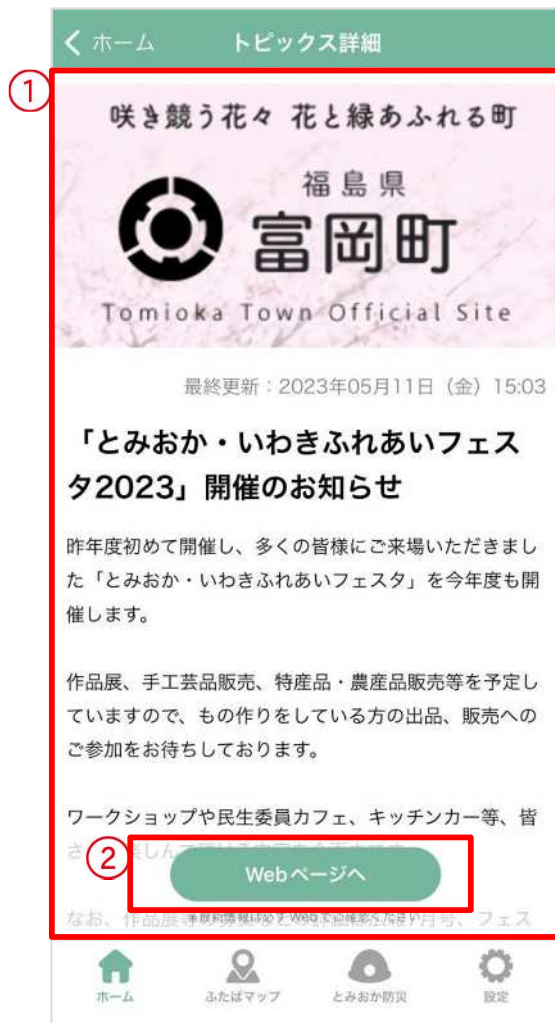 ホーム トピックス詳細
①
咲き競う花々 花と緑あふれる町
福島県
富岡町
Tomioka Town Official Site
最終更新：2023年05月11日（金）15:03
「とみおか・いわきふれあいフェス
タ2023」開催のお知らせ
昨年度初めて開催し、多くの皆様にご来場いただきまし
た「とみおか・いわきふれあいフェスタ」を今年度も開
催します。
作品展、手工芸品販売、特産品・農産品販売等を予定し
ていますので、もの作りをしている方の出品、販売への
ご参加をお待ちしております。
ワークショップや民生委員カフェ、キッチンカー等、皆
②
Webページへ
なお、作品展 フェス
ホーム ふたばマップ とみおか防災 設定